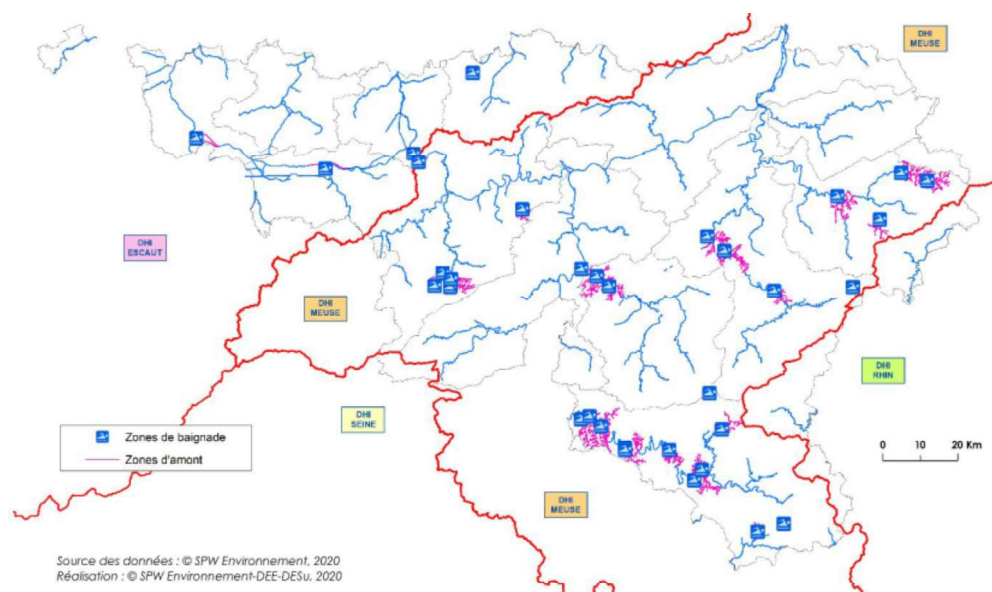 DHI
MEUSE
DHI
ESCAUT
DHI
MEUSE
DHI
RHIN
DHI
SEINE
Zones de baignade
Zones d'amont
0 10 20 Km
DHI
MEUSE
Source des données : © SPW Environnement, 2020
Réalisation : © SPW Environnement-DEE-DESu, 2020